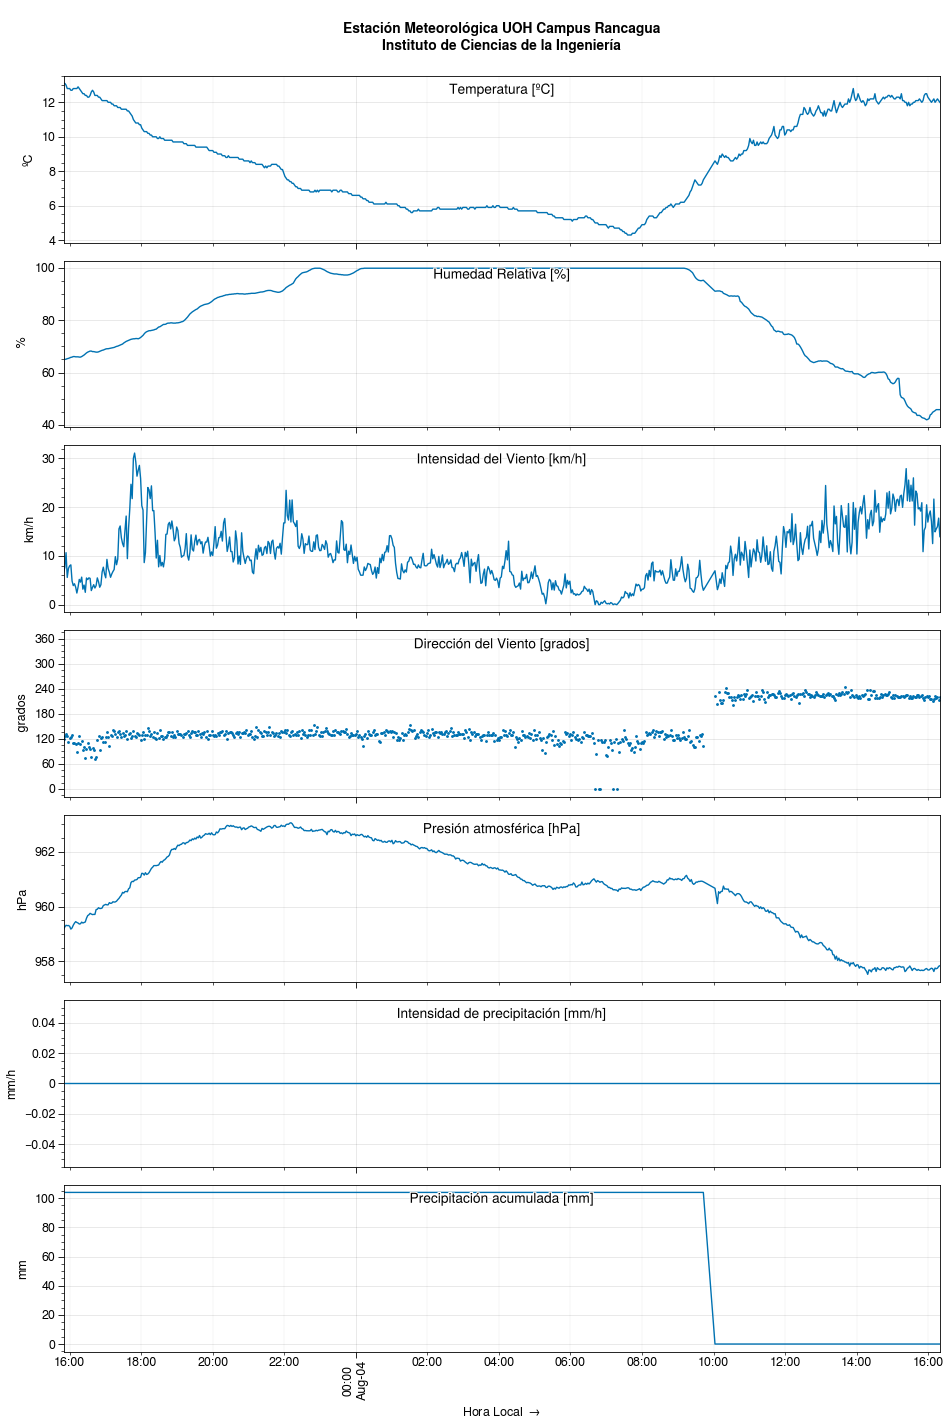 Estación Meteorológica UOH Campus Rancagua
Instituto de Ciencias de la Ingeniería
Temperatura [ºC]
ºC
12
10
8
6
4
Humedad Relativa [%]
%
100
80
60
40
Intensidad del Viento [km/h]
km/h
30
20
10
0
Dirección del Viento [grados]
grados
360
300
240
180
120
60
0
Presión atmosférica [hPa]
hPa
962
960
958
Intensidad de precipitación [mm/h]
mm/h
0.04
0.02
0
−0.02
−0.04
Precipitación acumulada [mm]
mm
100
80
60
40
20
0
16:00 18:00 20:00 22:00 00:00 02:00 04:00 06:00 08:00 10:00 12:00 14:00 16:00
Aug-04
Hora Local →